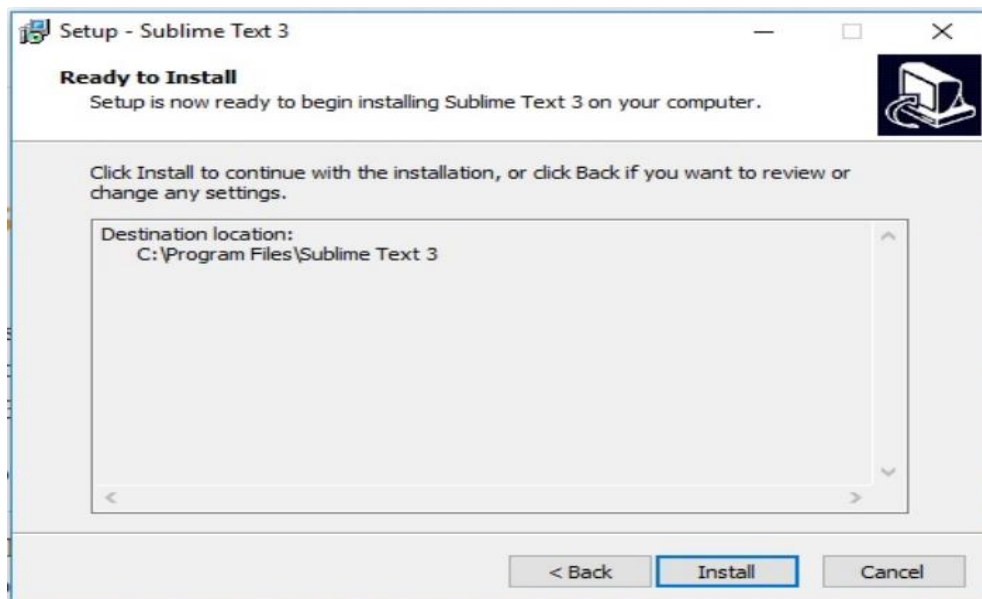 Setup - Sublime Text 3
Ready to Install
Setup is now ready to begin installing Sublime Text 3 on your computer.
Click Install to continue with the installation, or click Back if you want to review or
change any settings.
Destination location:
C:\Program Files\Sublime Text 3
< Back
Install
Cancel